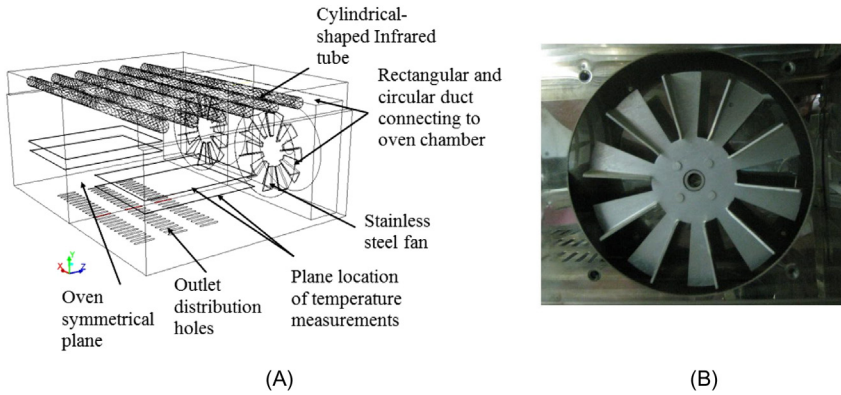 Cylindrical-
shaped Infrared
tube
Rectangular and
circular duct
connecting to
oven chamber
Stainless
steel fan
Y
X
Z
Oven
symmetrical
plane
Outlet
distribution
holes
Plane location
of temperature
measurements
(A)
(B)